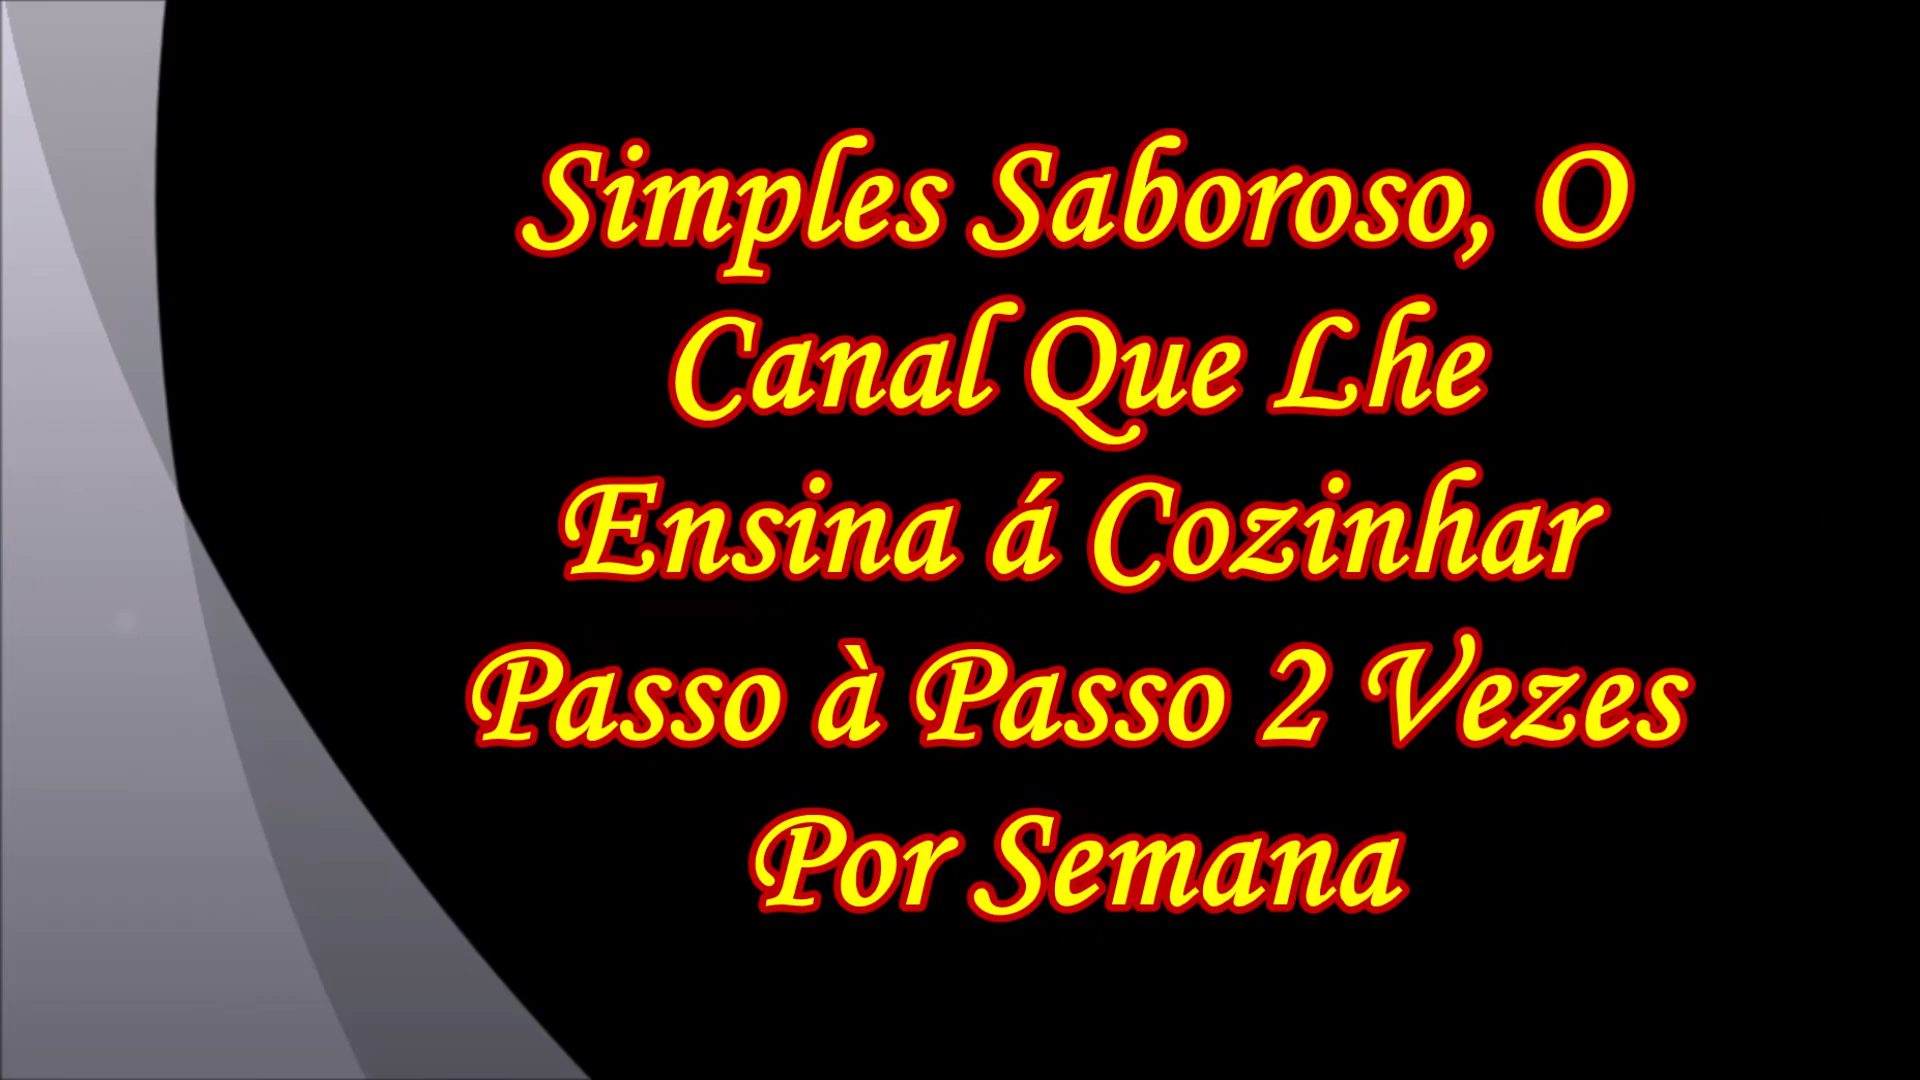 Simples Saboroso, O
Canal Que Lhe
Ensina á Cozinhar
Passo à Passo 2 Vezes
Por Semana